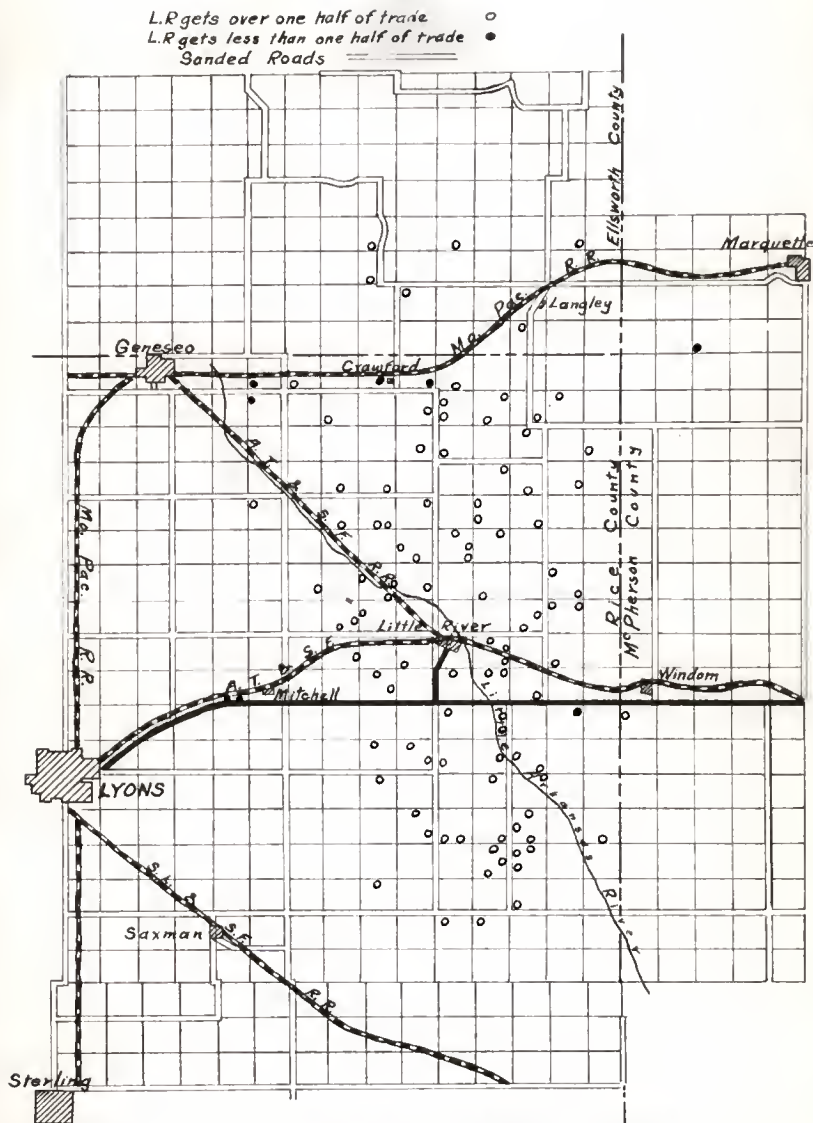 L.R gets over one half of trade
L.R gets less than one half of trade
Sanded Roads
Ellsworth County
Marquette
Mo. Pac. R.R.
Langley
Geneseo
Crawford
A. T. & S. F. R.R.
Rice County
McPherson County
Mo. Pac. R.R.
Little River
A. T. & S. F.
Mitchell
Windom
Little Arkansas River
LYONS
S. L. & S. F. R.R.
Saxman
Sterling